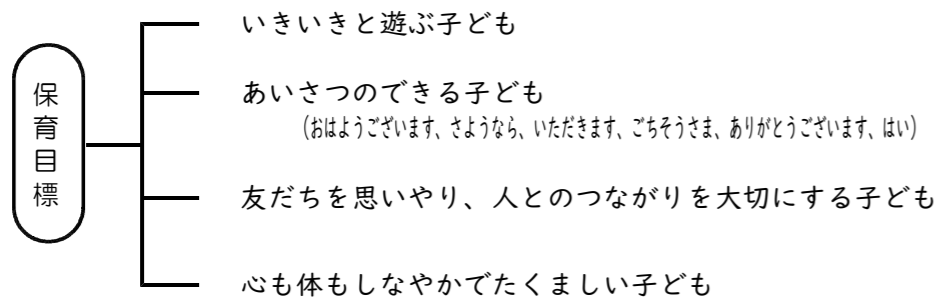 保育目標
いきいきと遊ぶ子ども
あいさつのできる子ども
(おはようございます、さようなら、いただきます、ごちそうさま、ありがとうございます、はい)
友だちを思いやり、人とのつながりを大切にする子ども
心も体もしなやかでたくましい子ども